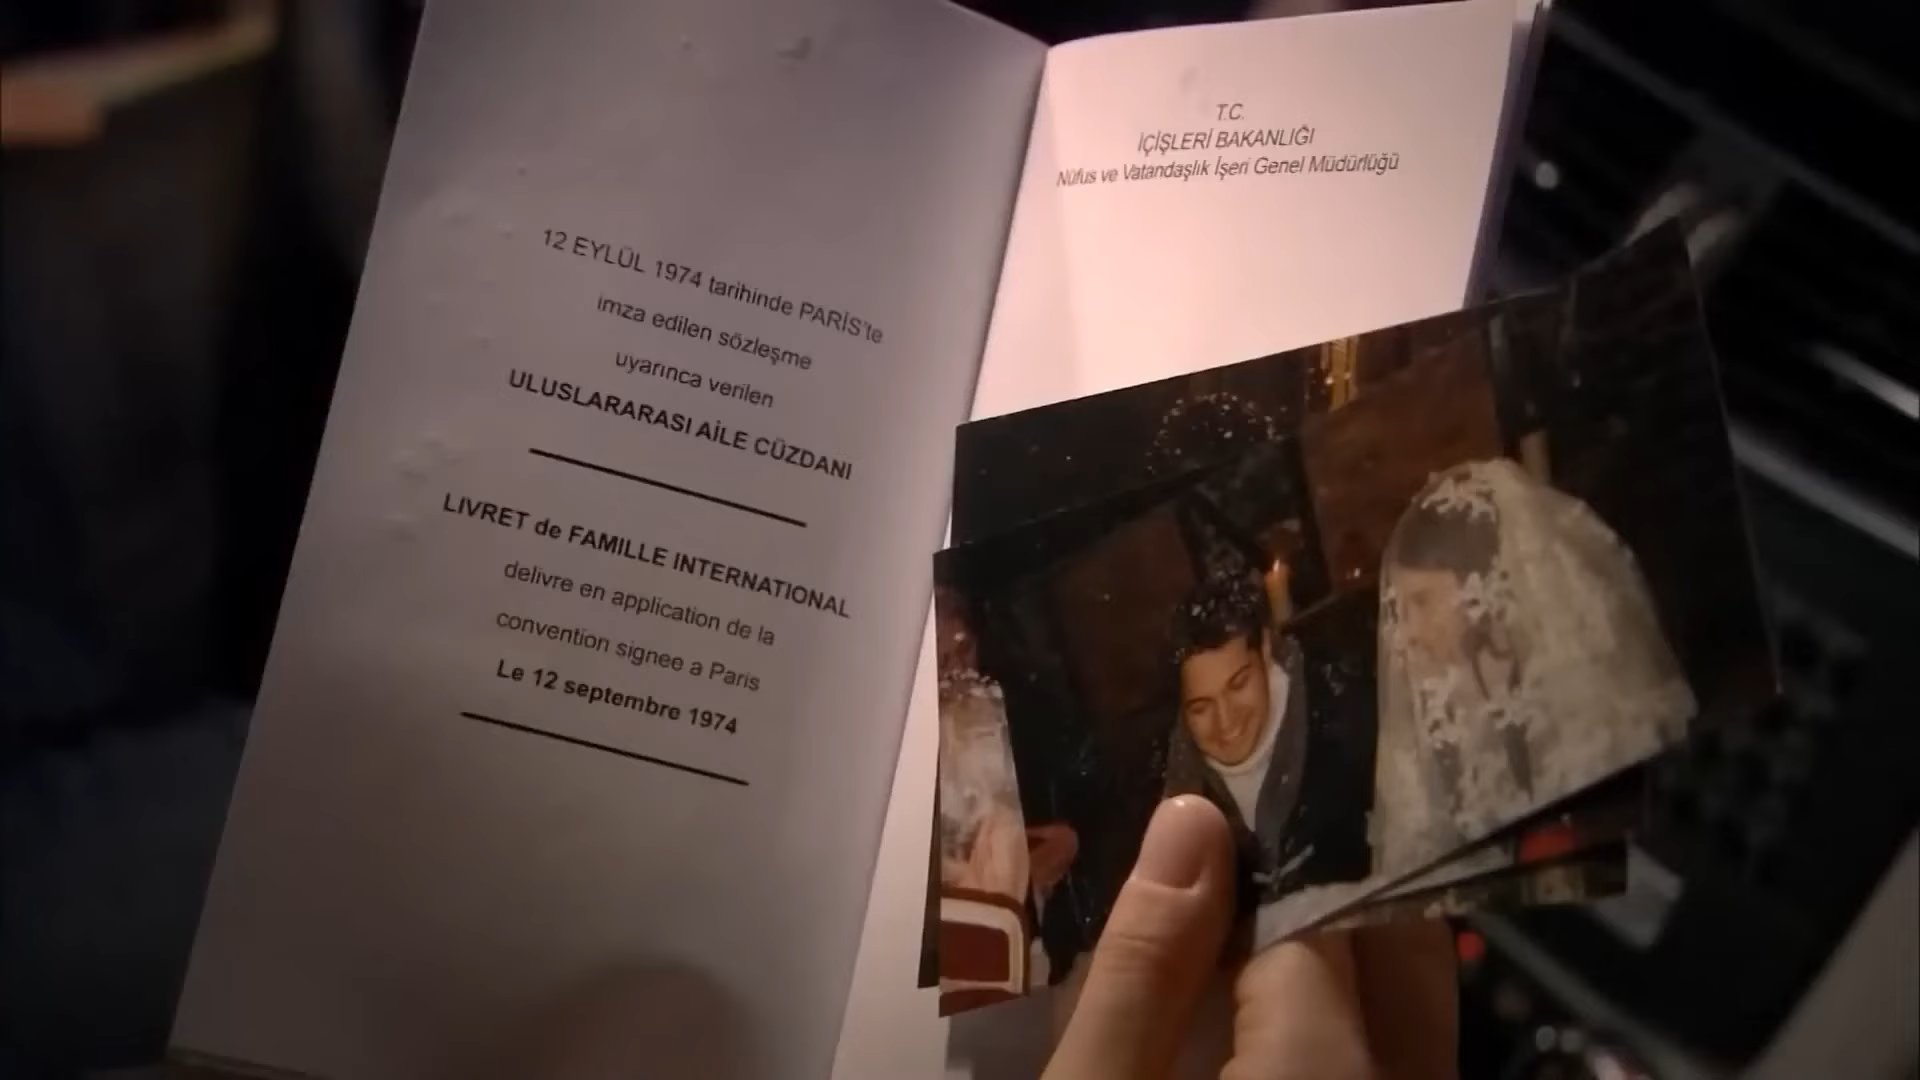 12 EYLÜL 1974 tarihinde PARİS'te
imza edilen sözleşme
uyarınca verilen
ULUSLARARASI AİLE CÜZDANI
LIVRET de FAMILLE INTERNATIONAL
delivre en application de la
convention signee a Paris
Le 12 septembre 1974
T.C.
İÇİŞLERİ BAKANLIĞI
Nüfus ve Vatandaşlık İşeri Genel Müdürlüğü